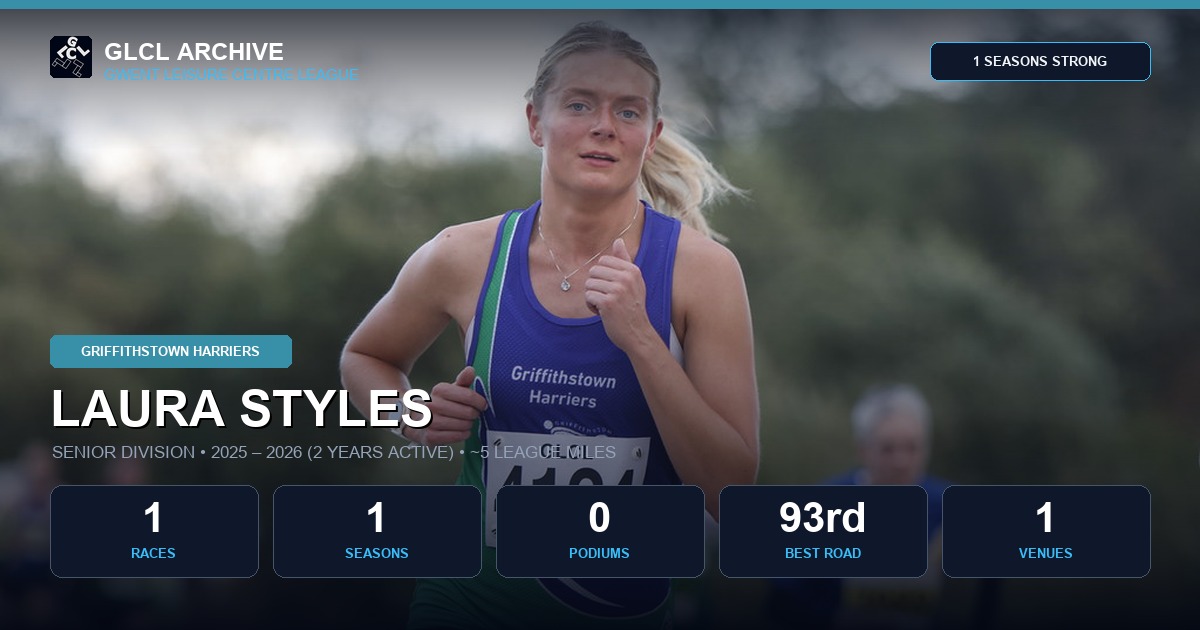 GLCL ARCHIVE
GWENT LEISURE CENTRE LEAGUE
1 SEASONS STRONG
Griffithstown
Harriers
GRIFFITHSTOWN HARRIERS
LAURA STYLES
SENIOR DIVISION • 2025 – 2026 (2 YEARS ACTIVE) • ~5 LEAGUE MILES
1
RACES
1
SEASONS
0
PODIUMS
93rd
BEST ROAD
1
VENUES